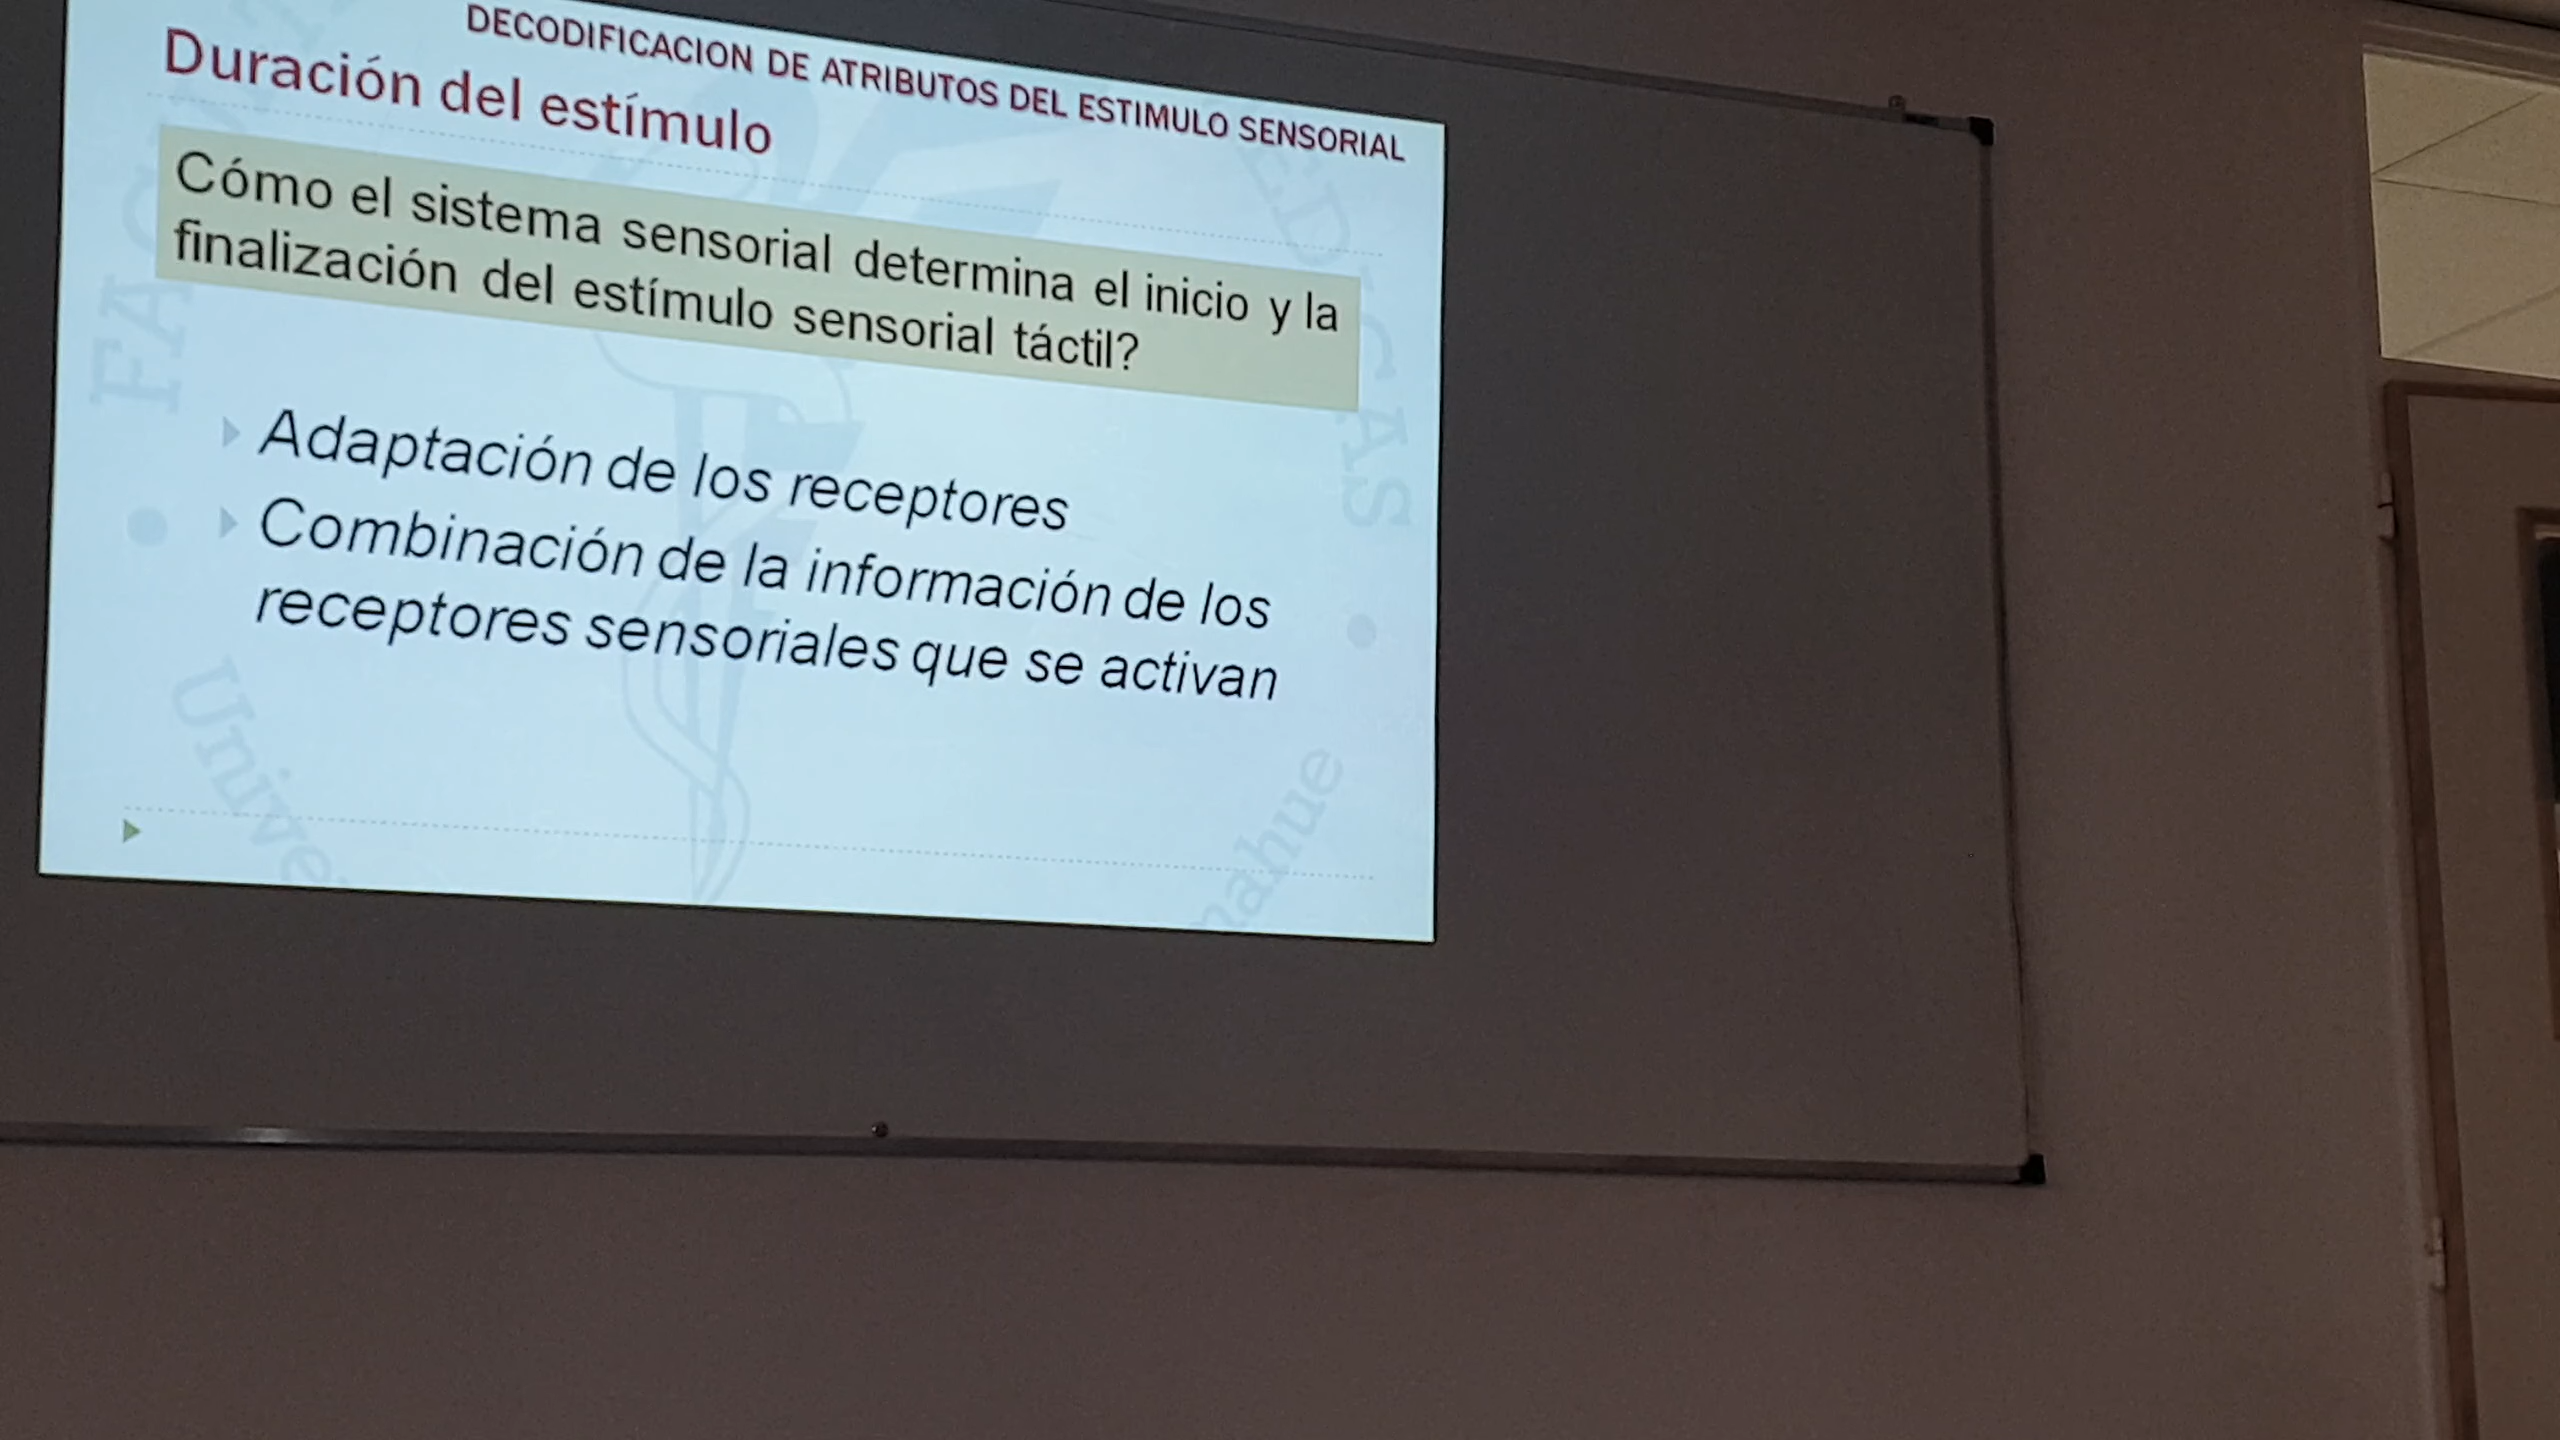 DECODIFICACION DE ATRIBUTOS DEL ESTIMULO SENSORIAL
Duración del estímulo
Cómo el sistema sensorial determina el inicio y la
finalización del estímulo sensorial táctil?
Adaptación de los receptores
Combinación de la información de los
receptores sensoriales que se activan